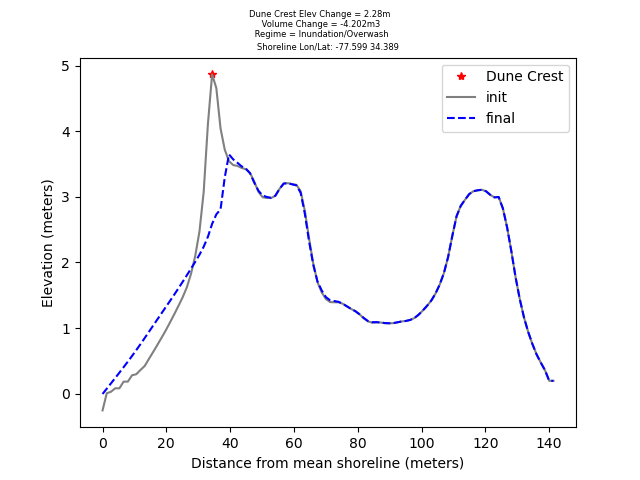 Dune Crest Elev Change = 2.28m
Volume Change = -4.202m3
Regime = Inundation/Overwash
Shoreline Lon/Lat: -77.599 34.389
Dune Crest
init
final
Elevation (meters)
5
4
3
2
1
0
0 20 40 60 80 100 120 140
Distance from mean shoreline (meters)